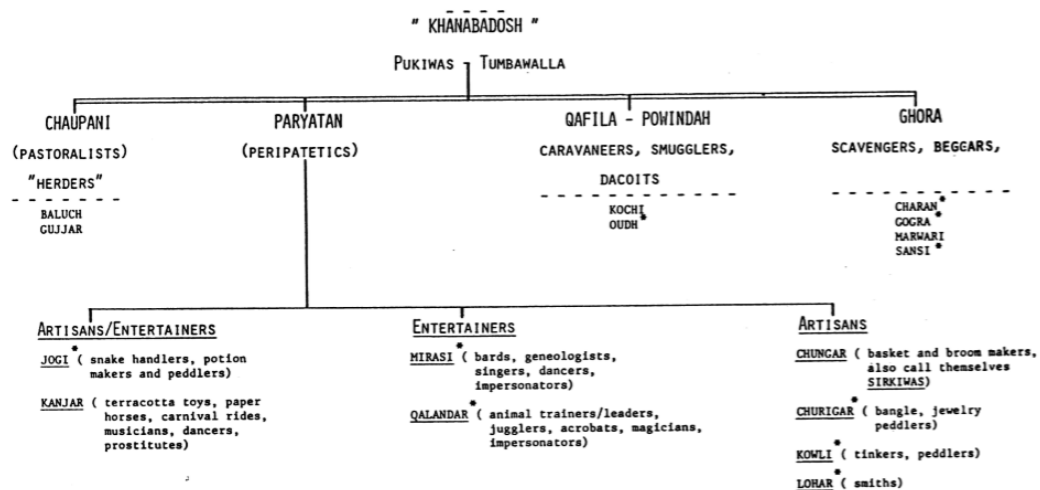 " KHANABADOSH "
PUKIWAS TUMBAWALLA
CHAUPANI
(PASTORALISTS)
"HERDERS"
BALUCH
GUJJAR
PARYATAN
(PERIPATETICS)
QAFILA - POWINDAH
CARAVANEERS, SMUGGLERS,
DACOITS
KOCHI
OUDH*
GHORA
SCAVENGERS, BEGGARS,
CHARAN*
GOGRA*
MARWARI
SANSI*
ARTISANS/ENTERTAINERS
JOGI* ( snake handlers, potion
makers and peddlers)
KANJAR ( terracotta toys, paper
horses, carnival rides,
musicians, dancers,
prostitutes)
ENTERTAINERS
MIRASI* ( bards, geneologists,
singers, dancers,
impersonators)
QALANDAR* ( animal trainers/leaders,
jugglers, acrobats, magicians,
impersonators)
ARTISANS
CHUNGAR ( basket and broom makers,
also call themselves
SIRKIWAS)
CHURIGAR* ( bangle, jewelry
peddlers)
KOWLI* ( tinkers, peddlers)
LOHAR* ( smiths)